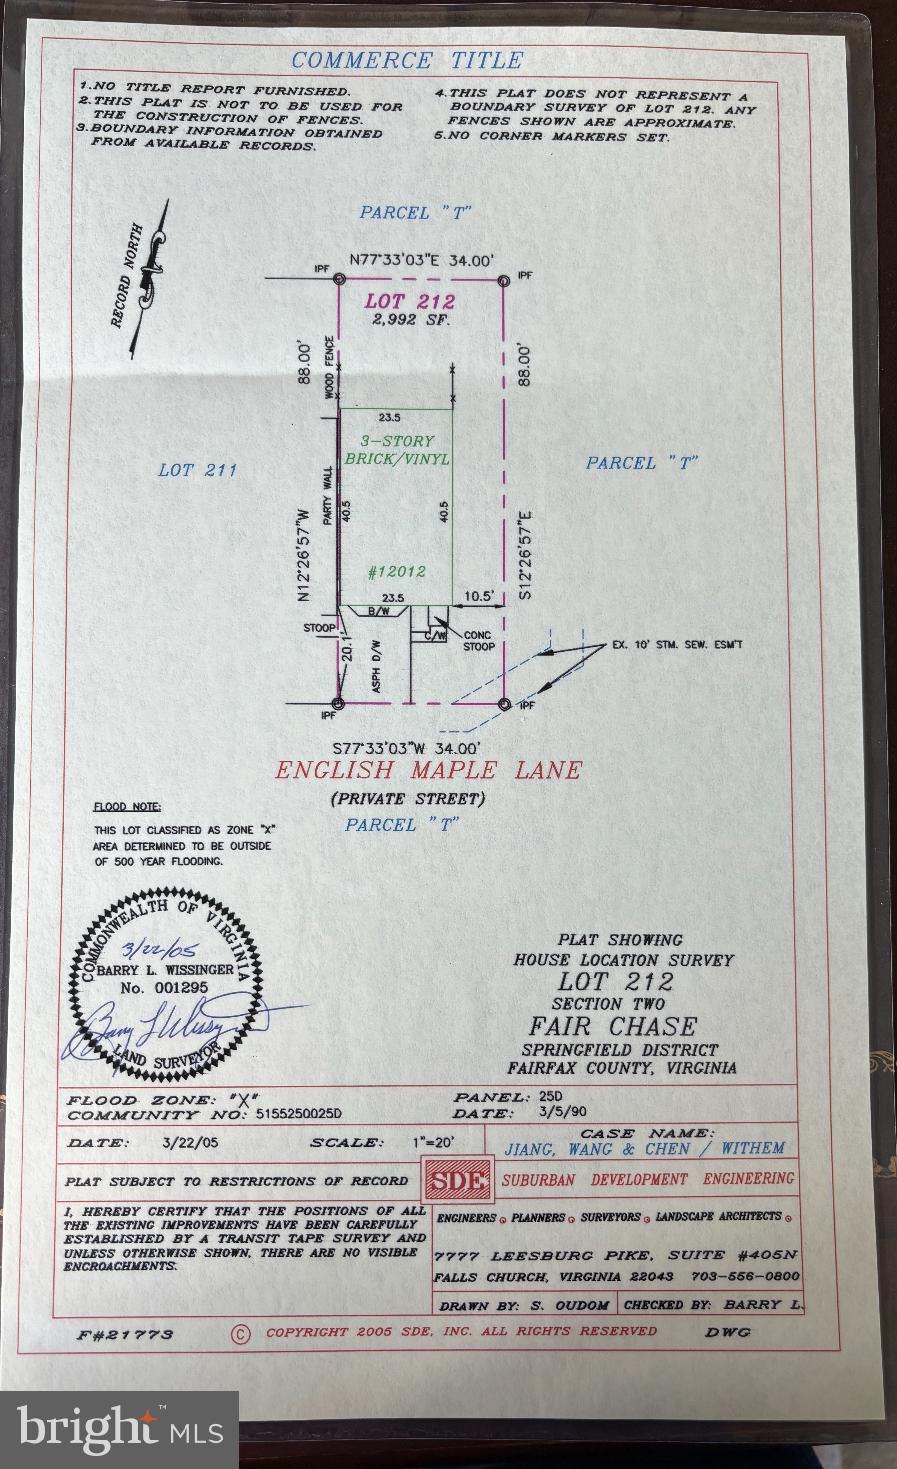 COMMERCE TITLE
1. NO TITLE REPORT FURNISHED.
2. THIS PLAT IS NOT TO BE USED FOR
THE CONSTRUCTION OF FENCES.
3. BOUNDARY INFORMATION OBTAINED
FROM AVAILABLE RECORDS.
4. THIS PLAT DOES NOT REPRESENT A
BOUNDARY SURVEY OF LOT 212. ANY
FENCES SHOWN ARE APPROXIMATE.
5. NO CORNER MARKERS SET.
RECORD NORTH
PARCEL "T"
N77°33'03"E 34.00'
IPF
IPF
LOT 212
2,992 SF.
88.00'
WOOD FENCE
88.00'
23.5
3-STORY
BRICK/VINYL
LOT 211
PARCEL "T"
PARTY WALL
40.5
40.5
N12°26'57"W
S12°26'57"E
#12012
23.5
10.5'
B/W
STOOP
20.1'
ASPH D/W
C/W
CONC
STOOP
EX. 10' STM. SEW. ESM'T
IPF
IPF
S77°33'03"W 34.00'
ENGLISH MAPLE LANE
(PRIVATE STREET)
PARCEL "T"
FLOOD NOTE:
THIS LOT CLASSIFIED AS ZONE "X"
AREA DETERMINED TO BE OUTSIDE
OF 500 YEAR FLOODING.
COMMONWEALTH OF VIRGINIA
3/22/05
BARRY L. WISSINGER
No. 001295
Barry L Wissinger
LAND SURVEYOR
PLAT SHOWING
HOUSE LOCATION SURVEY
LOT 212
SECTION TWO
FAIR CHASE
SPRINGFIELD DISTRICT
FAIRFAX COUNTY, VIRGINIA
FLOOD ZONE: "X"
COMMUNITY NO: 5155250025D
PANEL: 25D
DATE: 3/5/90
DATE: 3/22/05
SCALE: 1"=20'
CASE NAME:
JIANG, WANG & CHEN / WITHEM
PLAT SUBJECT TO RESTRICTIONS OF RECORD
SDE
SUBURBAN DEVELOPMENT ENGINEERING
I, HEREBY CERTIFY THAT THE POSITIONS OF ALL
THE EXISTING IMPROVEMENTS HAVE BEEN CAREFULLY
ESTABLISHED BY A TRANSIT TAPE SURVEY AND
UNLESS OTHERWISE SHOWN, THERE ARE NO VISIBLE
ENCROACHMENTS.
ENGINEERS PLANNERS SURVEYORS LANDSCAPE ARCHITECTS
7777 LEESBURG PIKE, SUITE #405N
FALLS CHURCH, VIRGINIA 22043 703-556-0800
DRAWN BY: S. OUDOM
CHECKED BY: BARRY L.
F#21773
© COPYRIGHT 2005 SDE, INC. ALL RIGHTS RESERVED
DWG
bright™ MLS